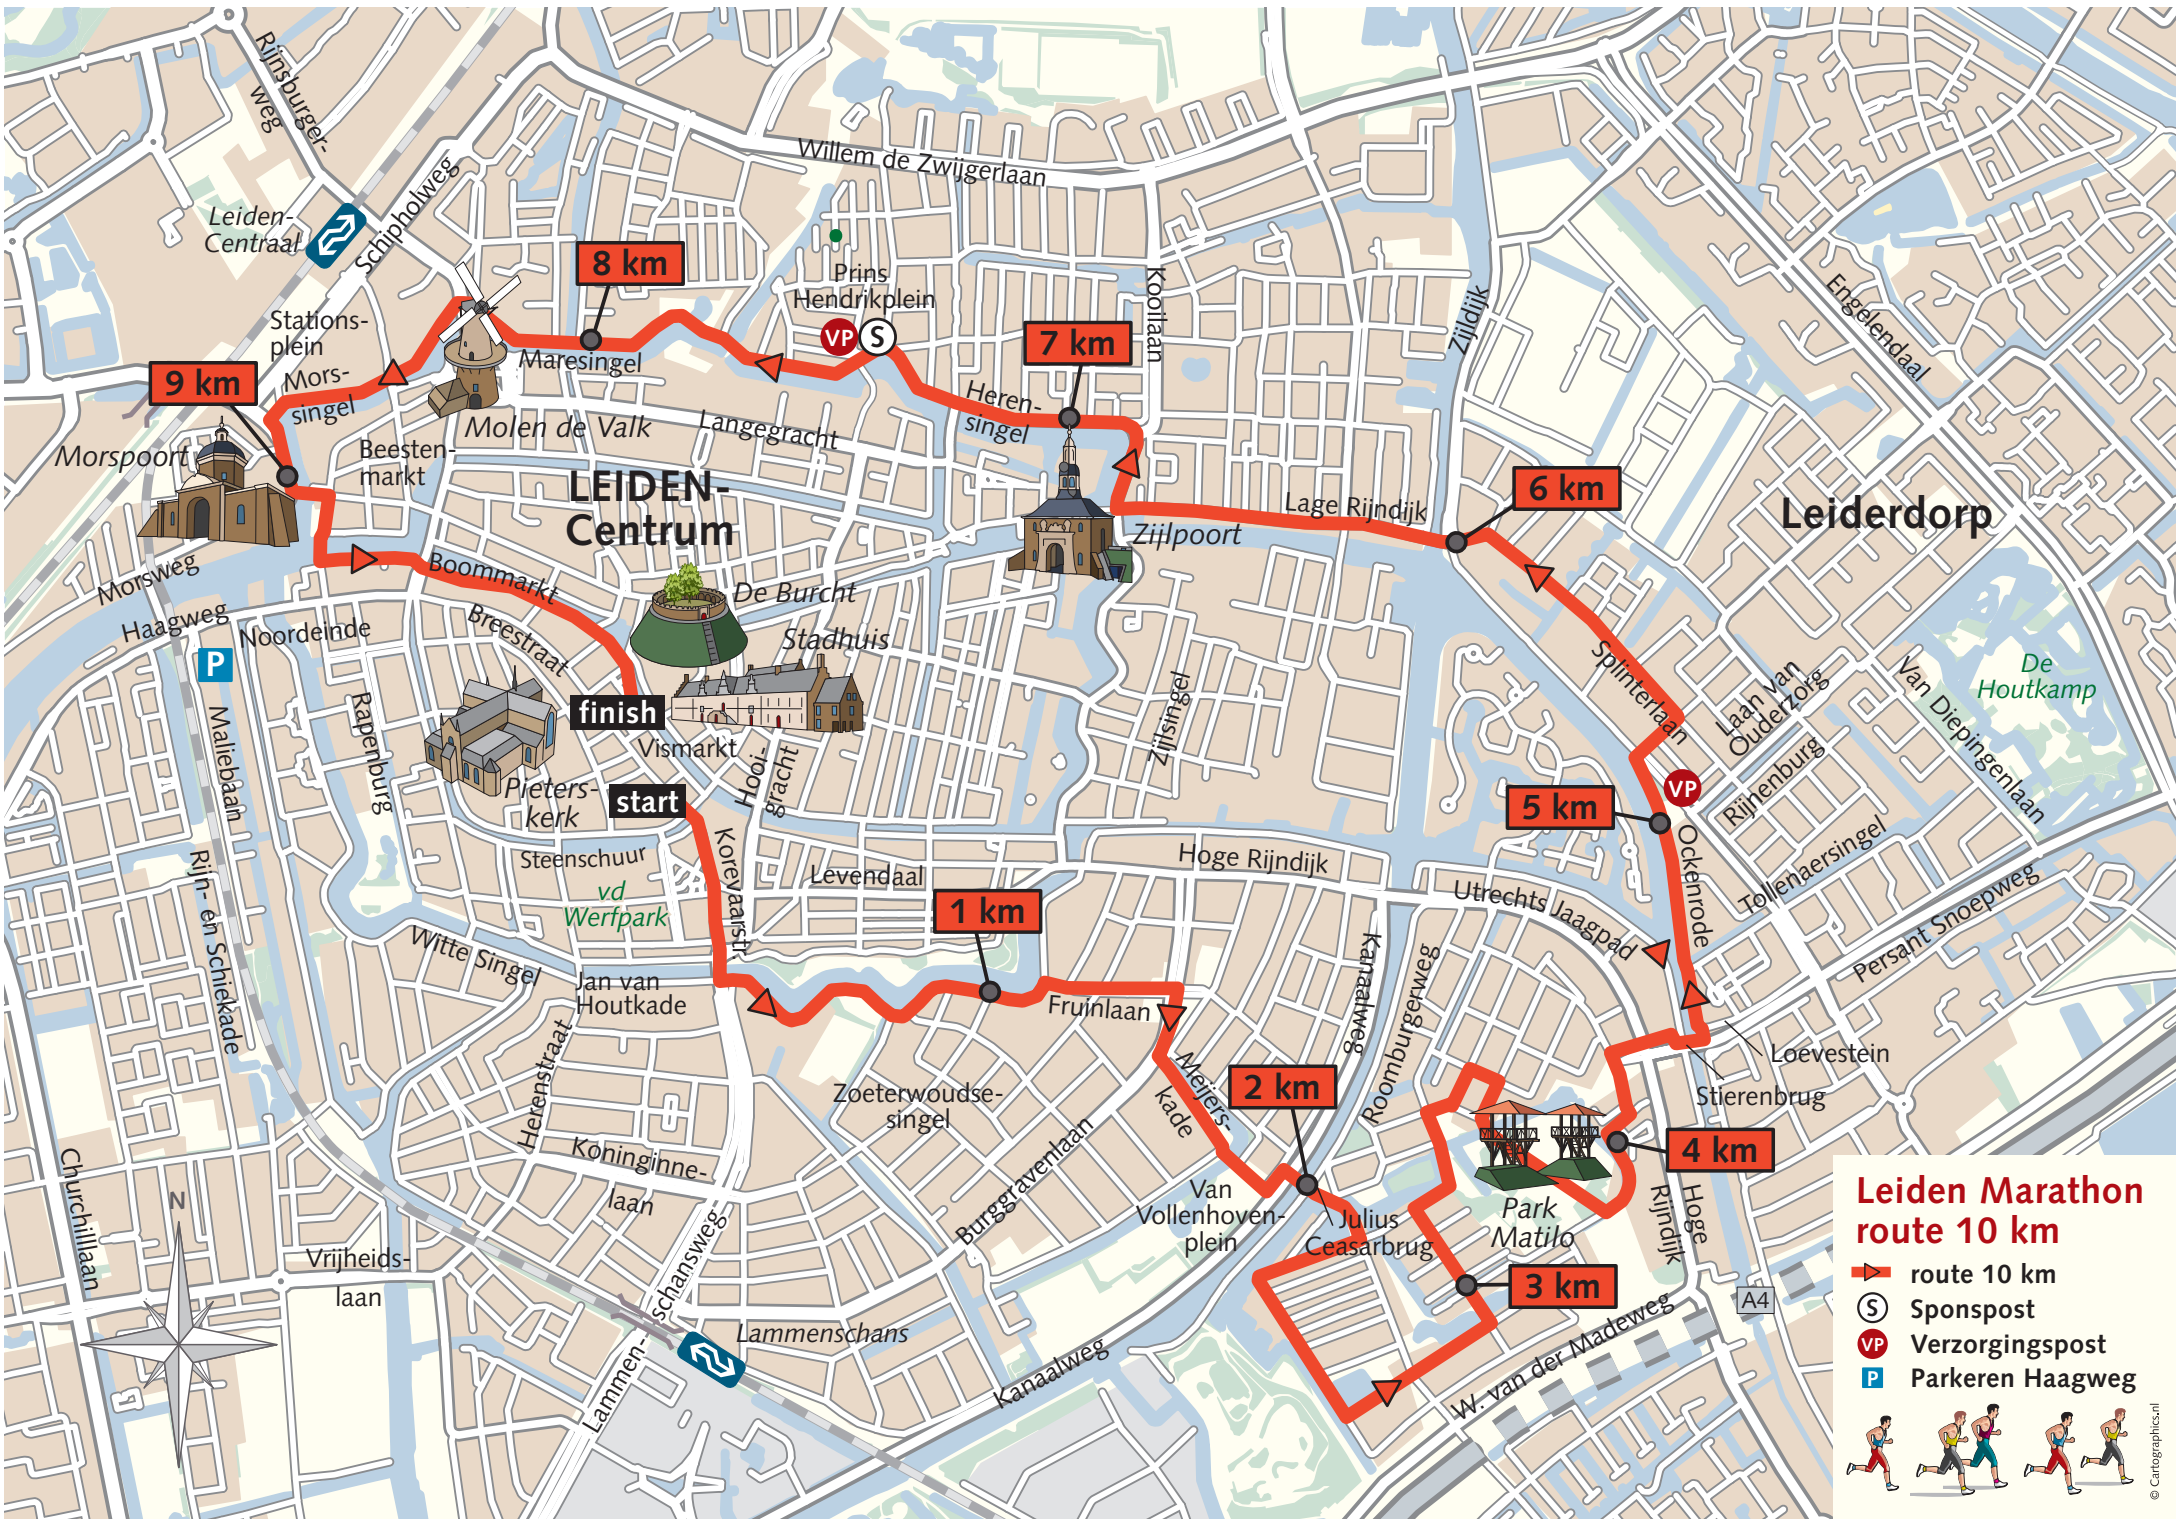 Rijnsburger-
weg
Willem de Zwijgerlaan
Leiden-
Centraal
Schipholweg
8 km
Prins
Hendrikplein
VP
S
Kooilaan
Zijldijk
Engelendaal
Stations-
plein
7 km
9 km
Mors-
singel
Maresingel
Heren-
singel
Morspoort
Beesten-
markt
Molen de Valk
Langegracht
LEIDEN-
Centrum
6 km
Lage Rijndijk
Leiderdorp
Zijlpoort
Morsweg
Boommarkt
De Burcht
Haagweg
Noordeinde
Breestraat
Stadhuis
P
Splinterlaan
Laan van
Ouderzorg
Van Diepingenlaan
De
Houtkamp
Maliebaan
Rapenburg
finish
Vismarkt
Zijlsingel
Hooi-
gracht
Pieters-
kerk
start
VP
5 km
Rijnenburg
Korevaarstr.
Steenschuur
Hoge Rijndijk
Ockenrode
Tollenaersingel
Rijn- en Schiekade
vd
Werfpark
Levendaal
1 km
Utrechts Jaagpad
Persant Snoepweg
Witte Singel
Jan van
Houtkade
Fruinlaan
Kanaalweg
Roomburgerweg
Herenstraat
Zoeterwoudse-
singel
Meijers-
kade
2 km
Loevestein
Stierenbrug
Koninginne-
laan
Burggravenlaan
4 km
Churchilllaan
N
Van
Vollenhoven-
plein
Julius
Ceasarbrug
Park
Matilo
Hoge
Rijndijk
Vrijheids-
laan
3 km
A4
Lammen-
schansweg
Lammenschans
Kanaalweg
W. van der Madeweg
Leiden Marathon
route 10 km
route 10 km
S Sponspost
VP Verzorgingspost
P Parkeren Haagweg
© Cartographics.nl